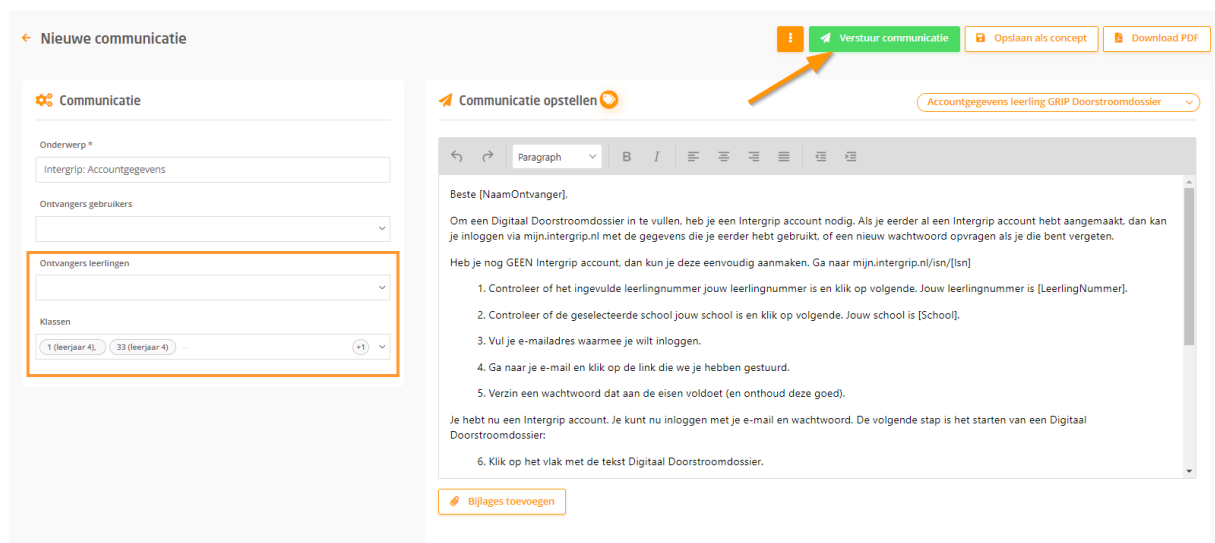 ← Nieuwe communicatie
Verstuur communicatie
Opslaan als concept
Download PDF
Communicatie
Onderwerp *
Intergrip: Accountgegevens
Ontvangers gebruikers
Ontvangers leerlingen
Klassen
1 (leerjaar 4), 33 (leerjaar 4) ... +1
Communicatie opstellen
Accountgegevens leerling GRIP Doorstroomdossier
Paragraph B I
Beste [NaamOntvanger],
Om een Digitaal Doorstroomdossier in te vullen, heb je een Intergrip account nodig. Als je eerder al een Intergrip account hebt aangemaakt, dan kan
je inloggen via mijn.intergrip.nl met de gegevens die je eerder hebt gebruikt, of een nieuw wachtwoord opvragen als je die bent vergeten.
Heb je nog GEEN Intergrip account, dan kun je deze eenvoudig aanmaken. Ga naar mijn.intergrip.nl/isn/[Isn]
1. Controleer of het ingevulde leerlingnummer jouw leerlingnummer is en klik op volgende. Jouw leerlingnummer is [LeerlingNummer].
2. Controleer of de geselecteerde school jouw school is en klik op volgende. Jouw school is [School].
3. Vul je e-mailadres waarmee je wilt inloggen.
4. Ga naar je e-mail en klik op de link die we je hebben gestuurd.
5. Verzin een wachtwoord dat aan de eisen voldoet (en onthoud deze goed).
Je hebt nu een Intergrip account. Je kunt nu inloggen met je e-mail en wachtwoord. De volgende stap is het starten van een Digitaal
Doorstroomdossier:
6. Klik op het vlak met de tekst Digitaal Doorstroomdossier.
Bijlages toevoegen